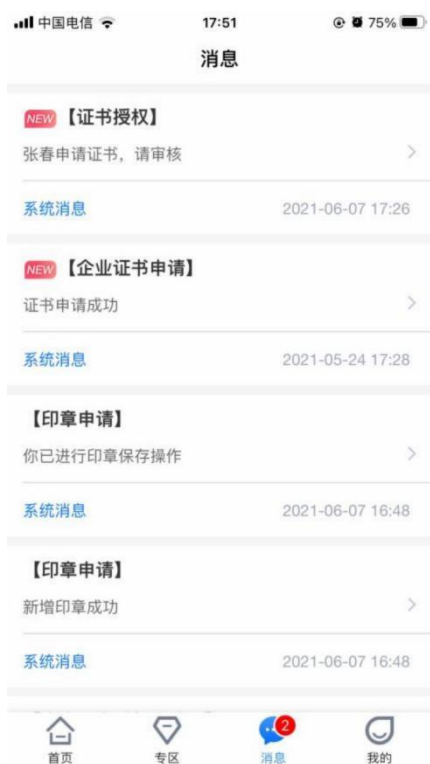 中国电信 17:51 75%
消息
NEW 【证书授权】
张春申请证书，请审核
系统消息 2021-06-07 17:26
NEW 【企业证书申请】
证书申请成功
系统消息 2021-05-24 17:28
【印章申请】
你已进行印章保存操作
系统消息 2021-06-07 16:48
【印章申请】
新增印章成功
系统消息 2021-06-07 16:48
2
首页 专区 消息 我的